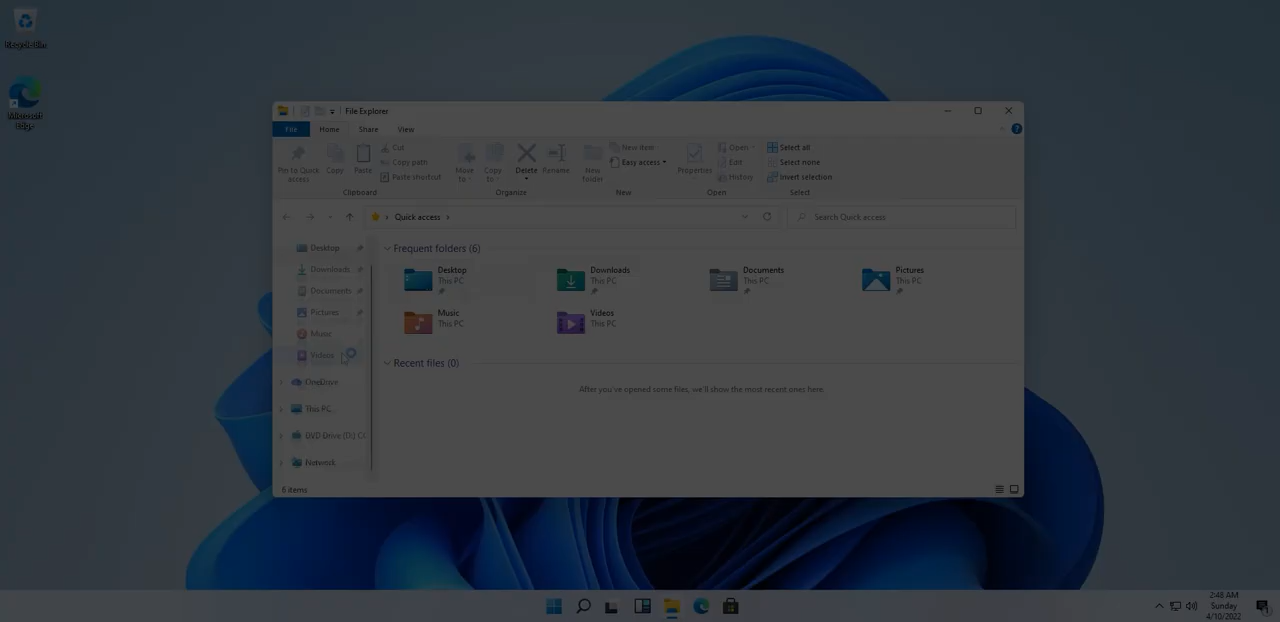 Recycle Bin
Microsoft
Edge
File Explorer
File
Home
Share
View
Pin to Quick
access
Copy
Paste
Cut
Copy path
Paste shortcut
Clipboard
Move
to
Copy
to
Delete
Rename
Organize
New
folder
New item
Easy access
New
Properties
Open
Edit
History
Open
Select all
Select none
Invert selection
Select
Quick access
Search Quick access
Desktop
Downloads
Documents
Pictures
Music
Videos
OneDrive
This PC
DVD Drive (D:) CC
Network
Frequent folders (6)
Desktop
This PC
Downloads
This PC
Documents
This PC
Pictures
This PC
Music
This PC
Videos
This PC
Recent files (0)
After you've opened some files, we'll show the most recent ones here.
6 items
2:48 AM
Sunday
4/10/2022
1